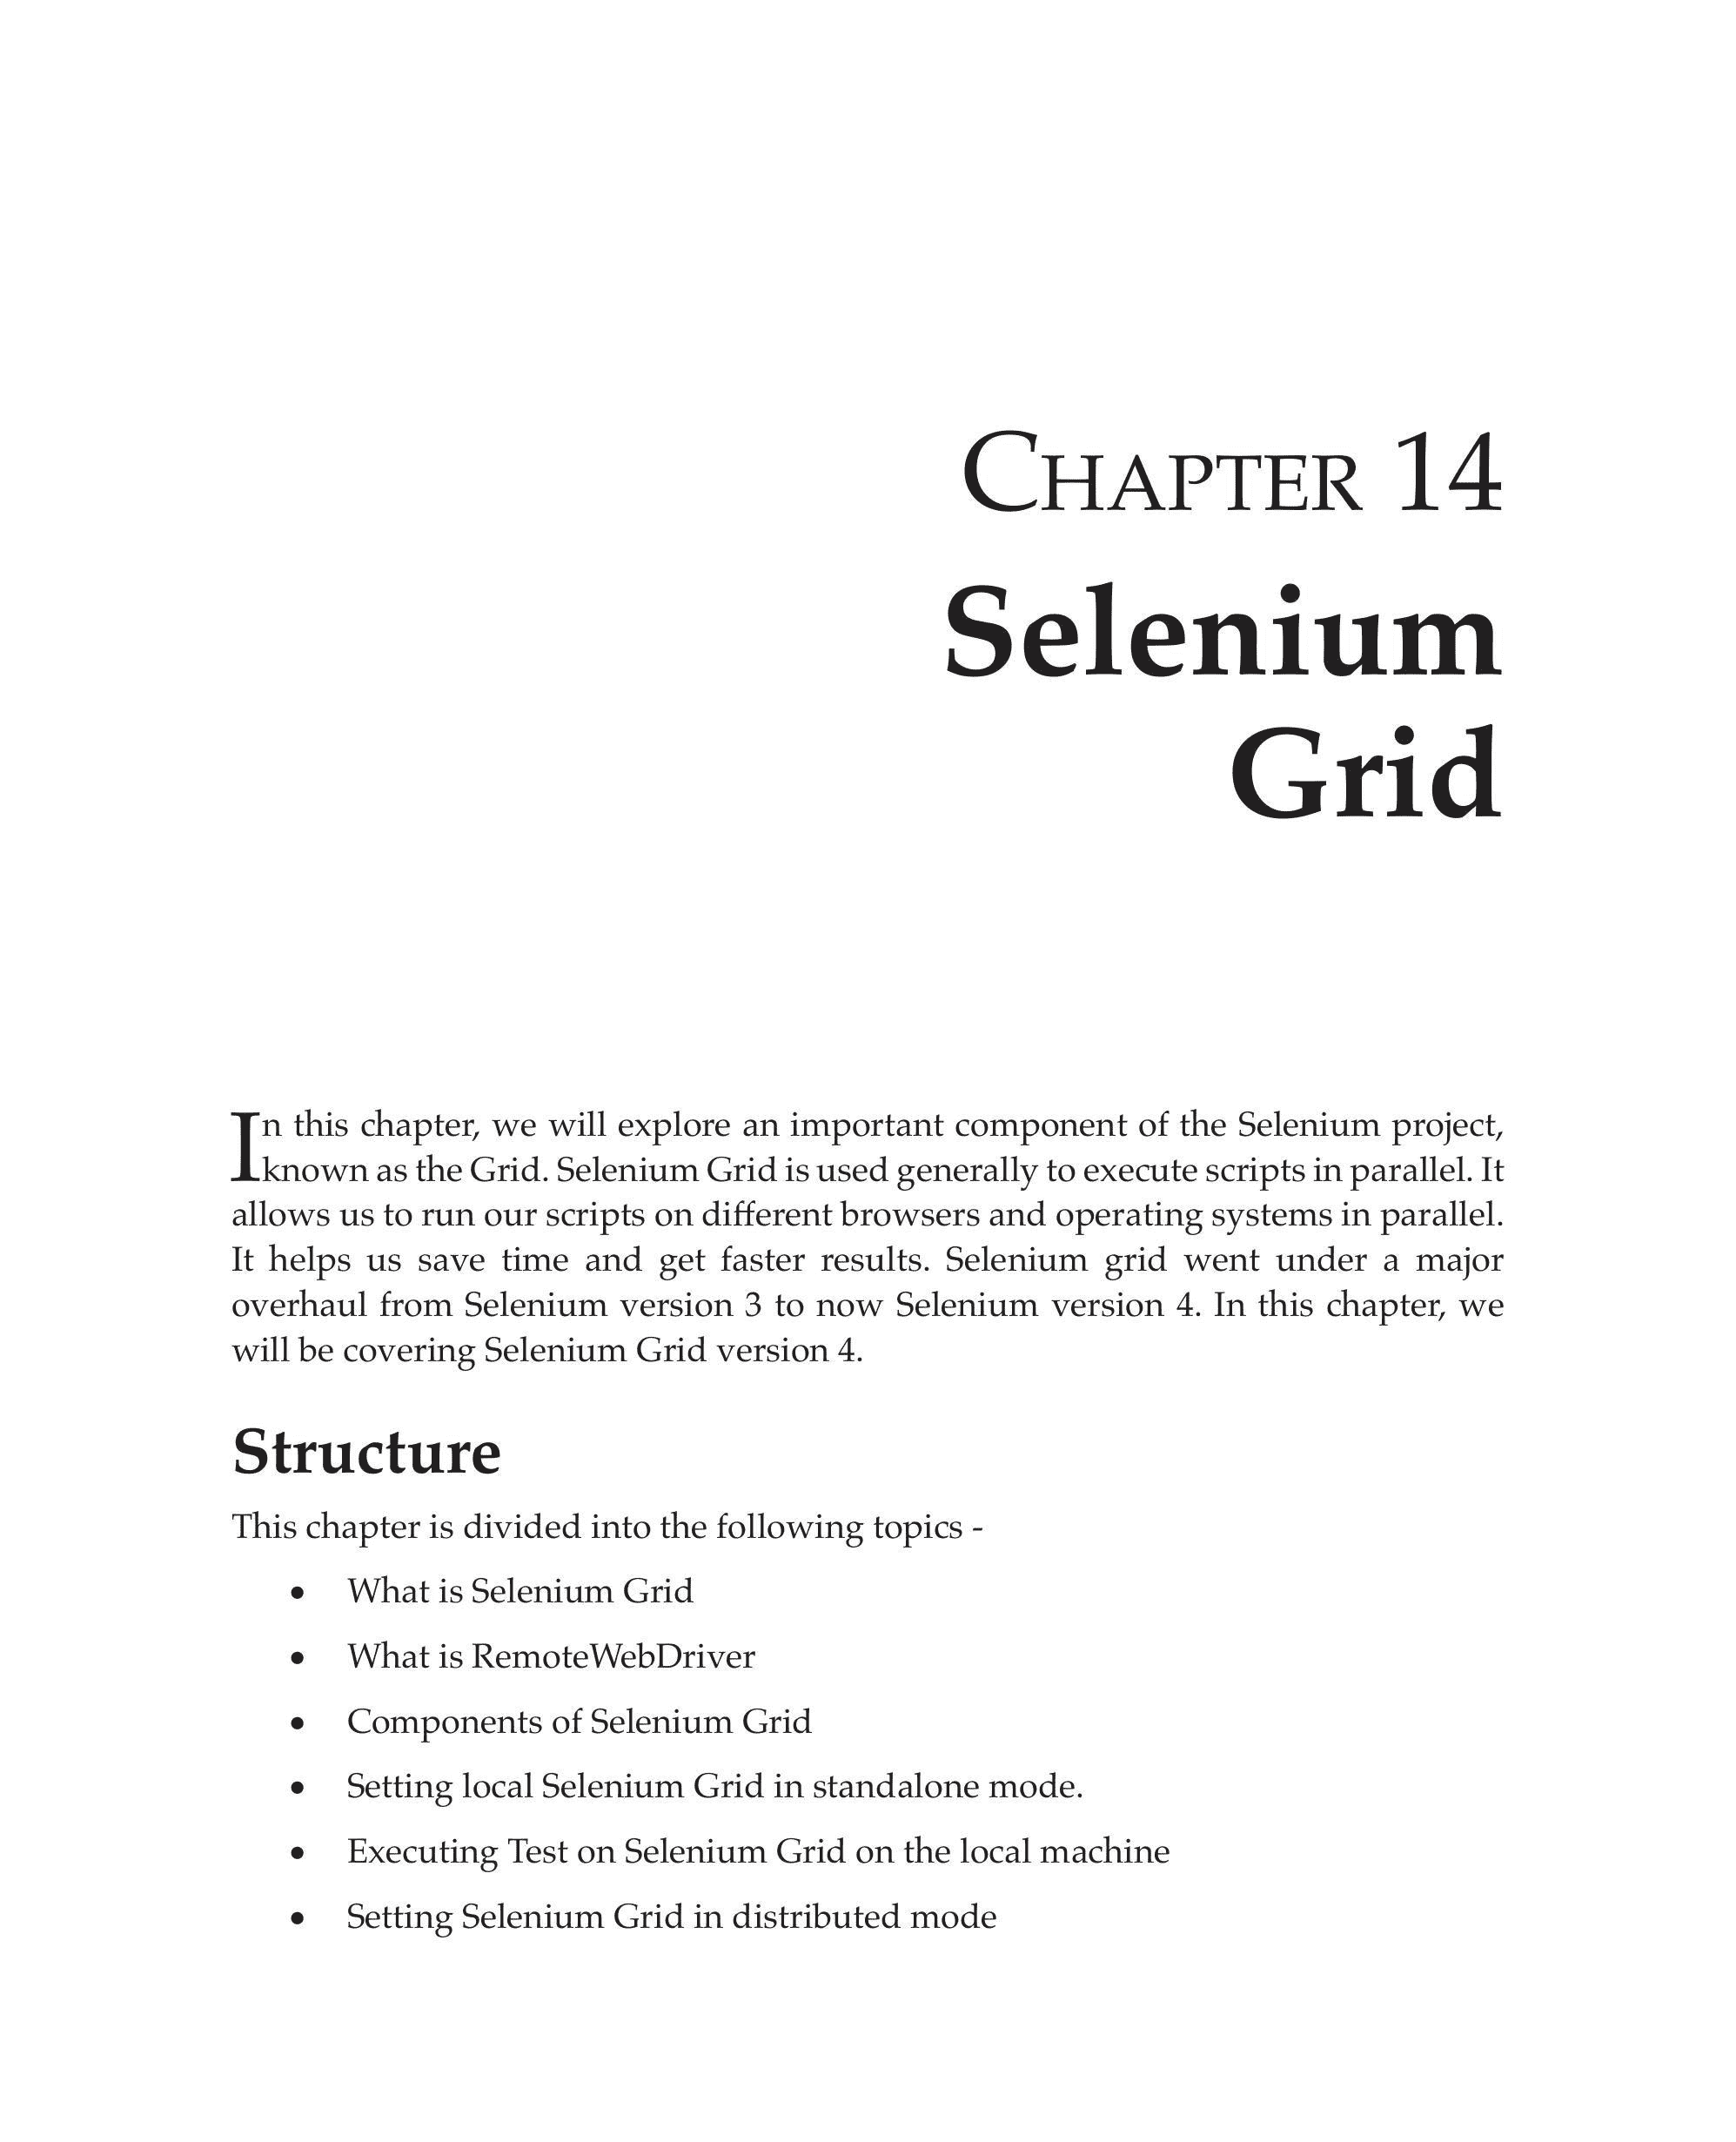 CHAPTER 14
Selenium
Grid
In this chapter, we will explore an important component of the Selenium project,
known as the Grid. Selenium Grid is used generally to execute scripts in parallel. It
allows us to run our scripts on different browsers and operating systems in parallel.
It helps us save time and get faster results. Selenium grid went under a major
overhaul from Selenium version 3 to now Selenium version 4. In this chapter, we
will be covering Selenium Grid version 4.
Structure
This chapter is divided into the following topics -
• What is Selenium Grid
• What is RemoteWebDriver
• Components of Selenium Grid
• Setting local Selenium Grid in standalone mode.
• Executing Test on Selenium Grid on the local machine
• Setting Selenium Grid in distributed mode